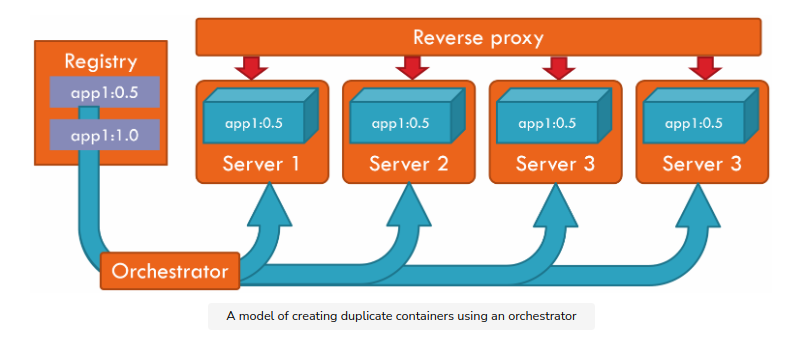 Reverse proxy
Registry
app1:0.5
app1:1.0
app1:0.5
Server 1
app1:0.5
Server 2
app1:0.5
Server 3
app1:0.5
Server 3
Orchestrator
A model of creating duplicate containers using an orchestrator